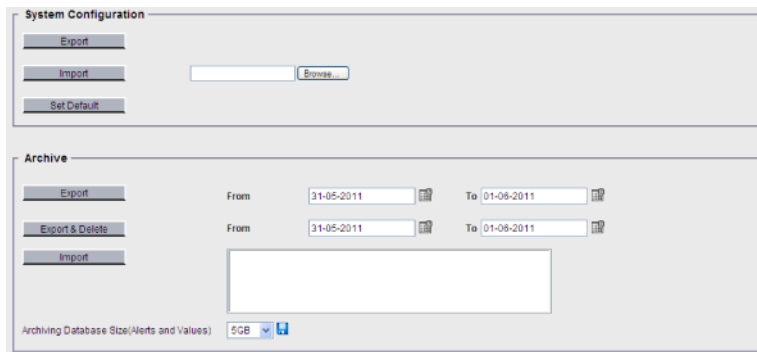 System Configuration
Export
Import Browse...
Set Default
Archive
Export From 31-05-2011 To 01-06-2011
Export & Delete From 31-05-2011 To 01-06-2011
Import
Archiving Database Size(Alerts and Values) 5GB